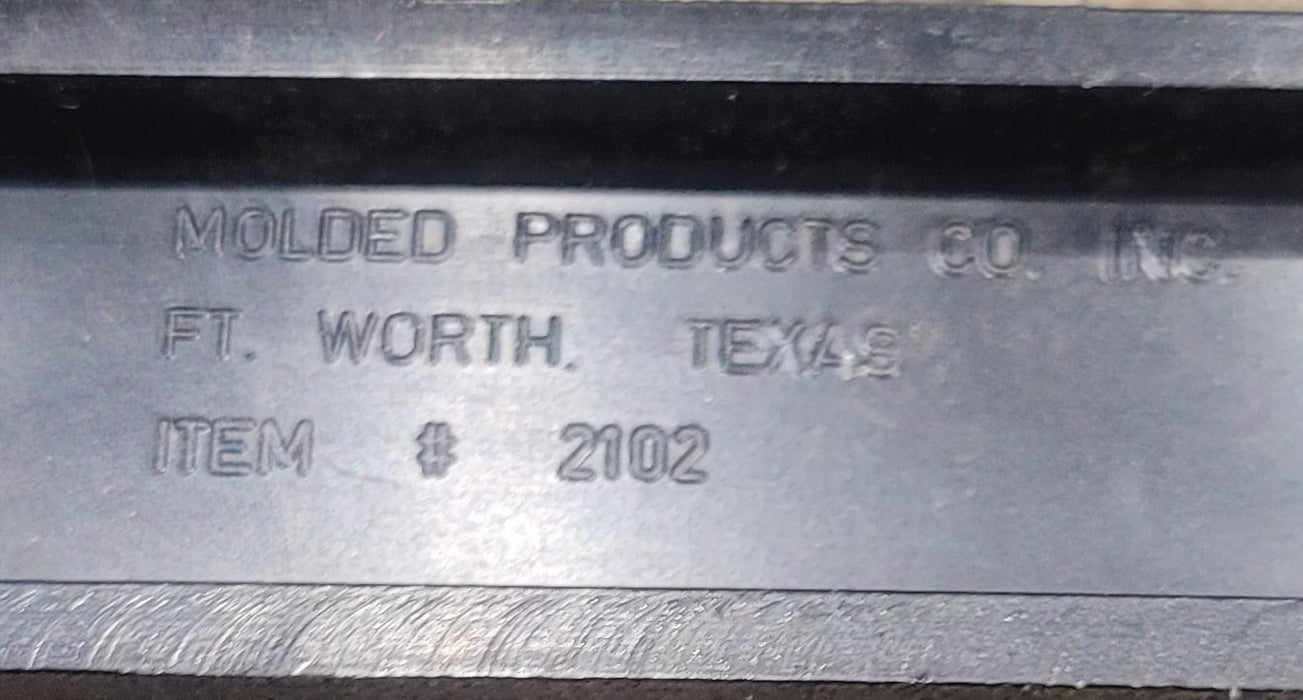 MOLDED PRODUCTS CO. INC.
FT. WORTH. TEXAS
ITEM # 2102